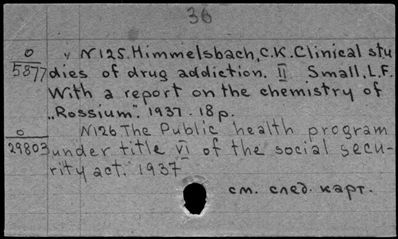 36
O
5877
N125. Himmelsbach, C.K. Clinical stu
dies of drug addiction. II Small, L.F.
With a report on the chemistry of
„Rossium". 1937. 18 p.
O
29803
N126 The Public health program
under title VI of the social secu-
rity act. 1937
см. след. карт.